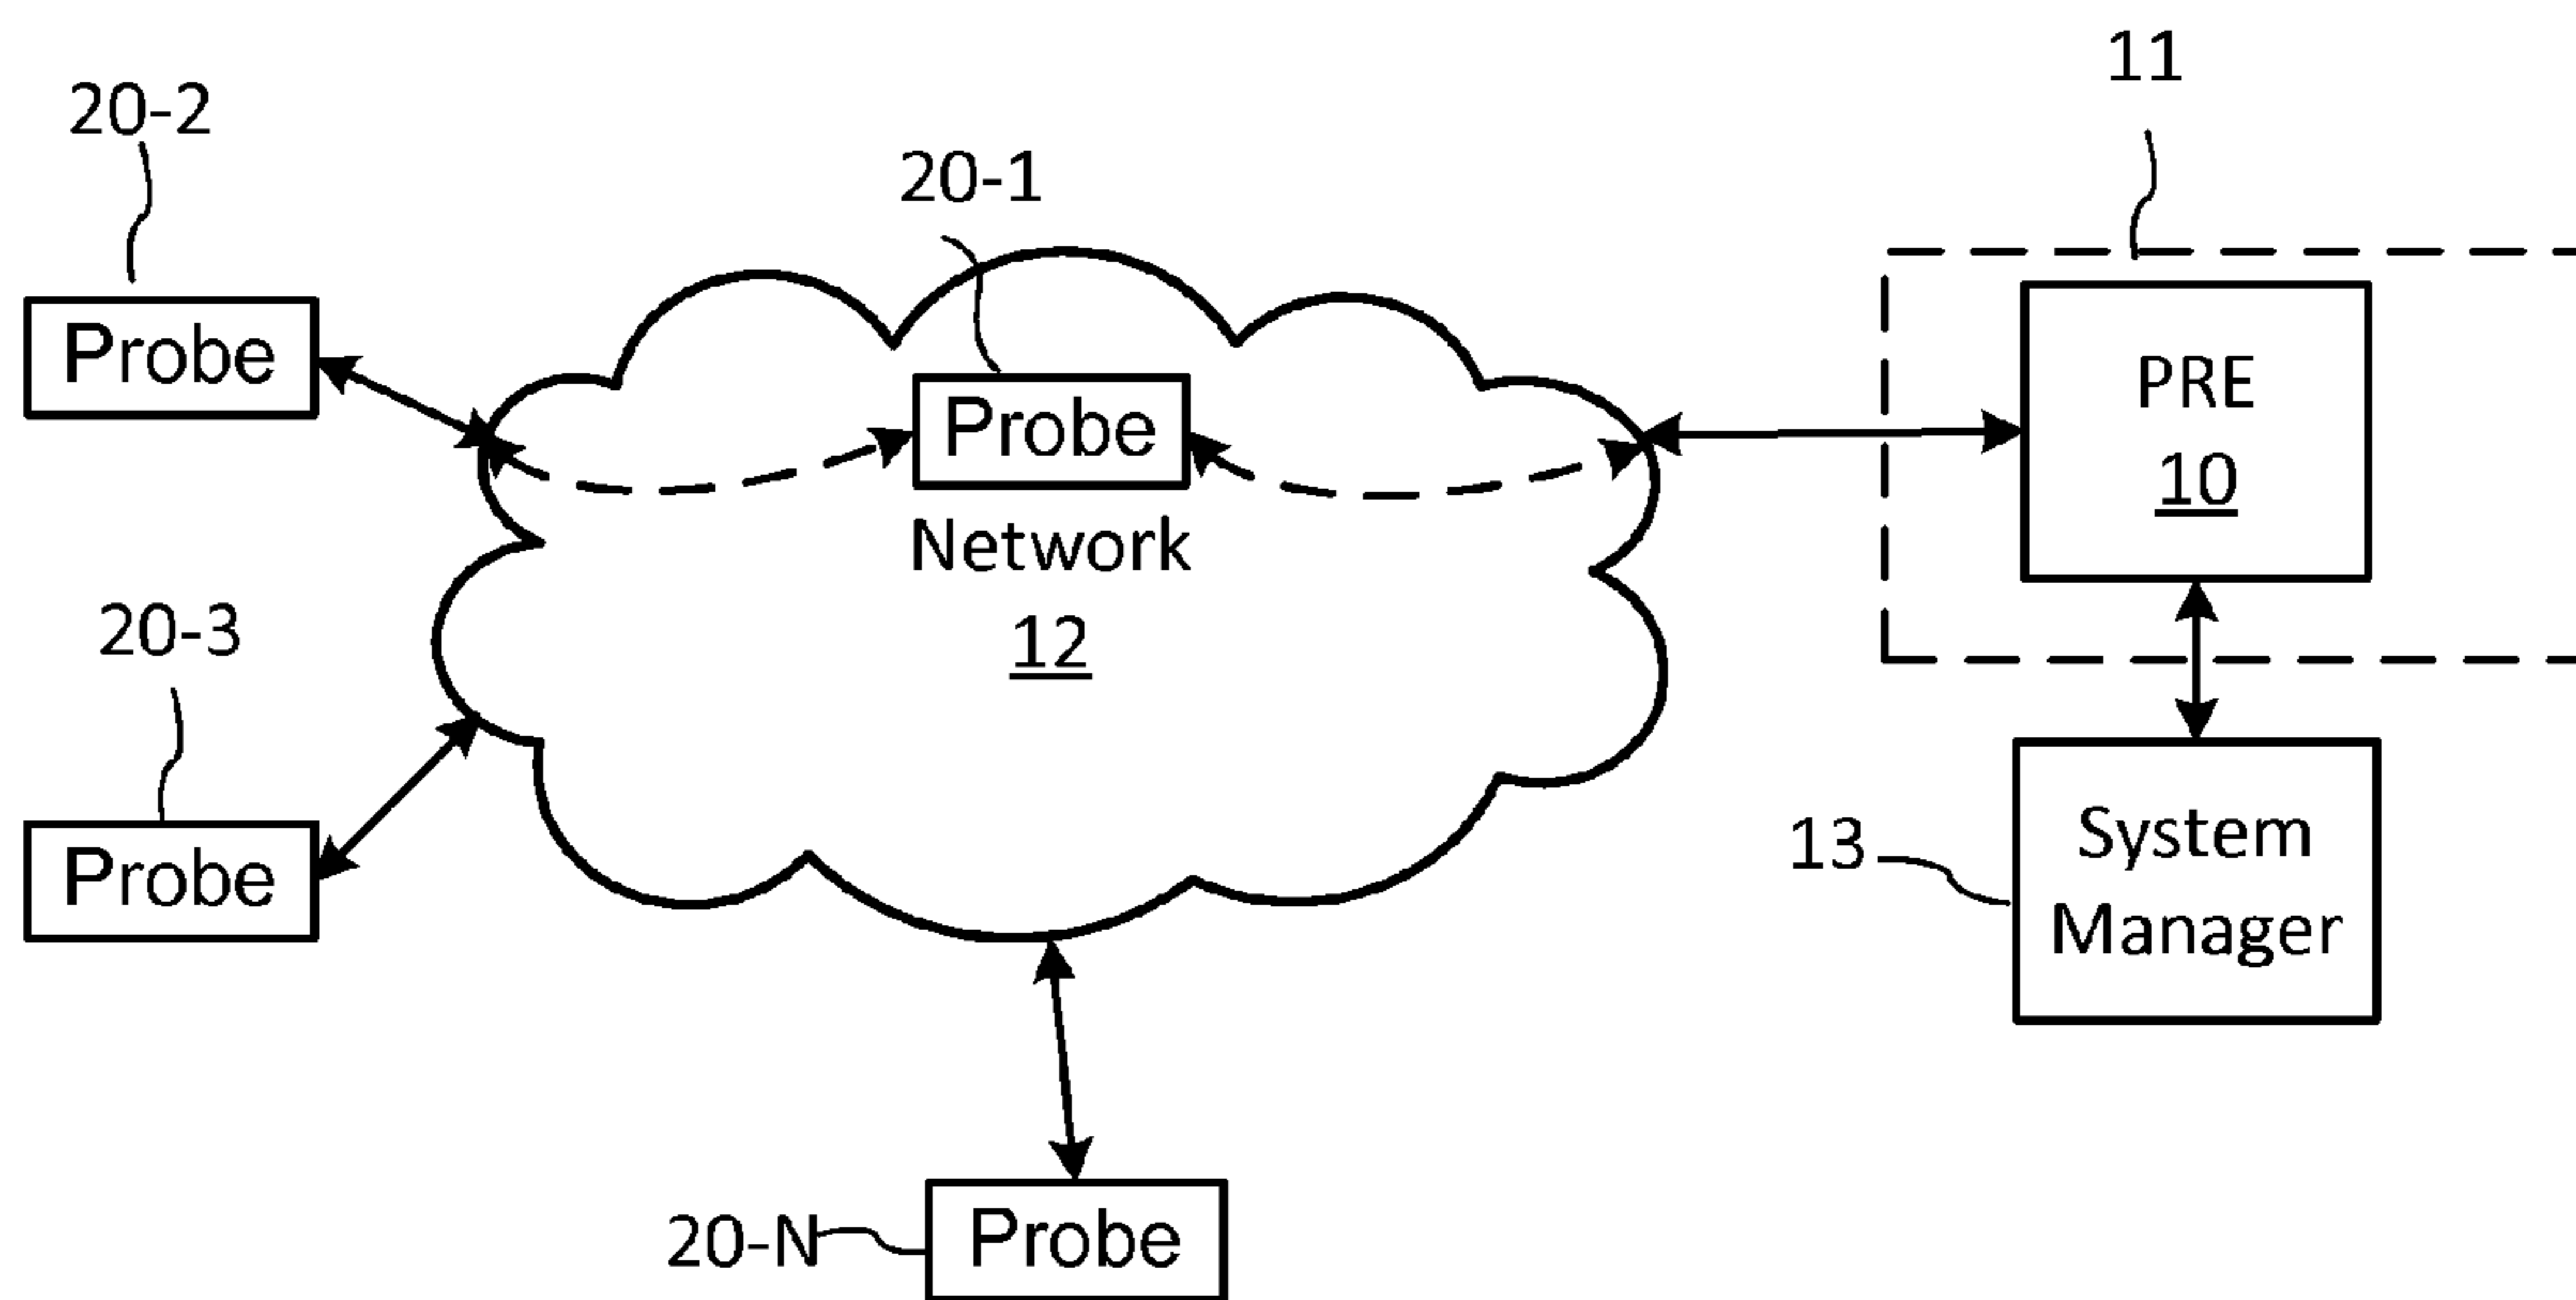 11
20-2
20-1
Probe
PRE
10
Probe
Network
12
20-3
Probe
13
System
Manager
20-N
Probe